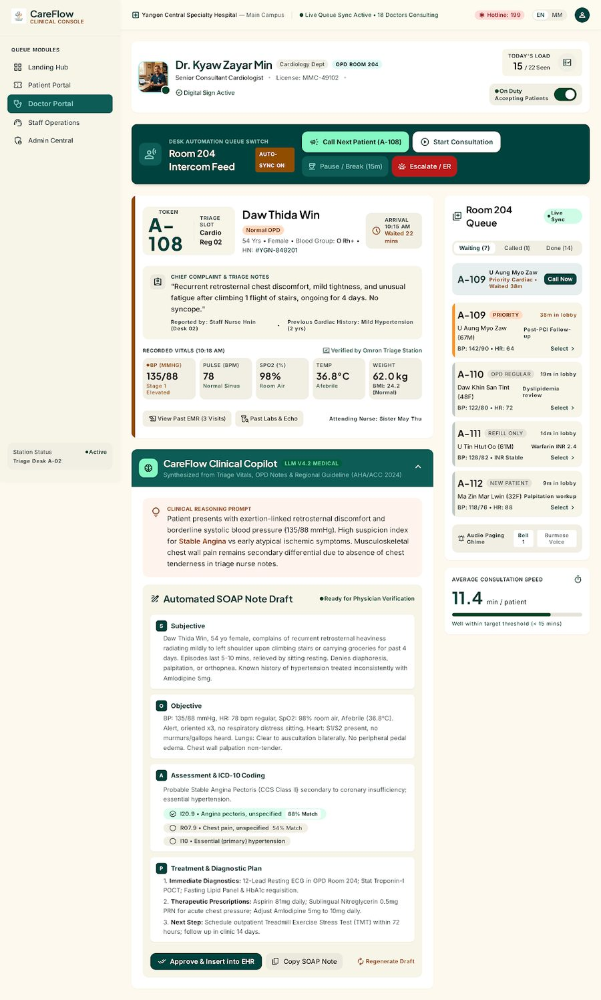 CareFlow
CLINICAL CONSOLE
QUEUE MODULES
Landing Hub
Patient Portal
Doctor Portal
Staff Operations
Admin Central
Station Status
Active
Triage Desk A-02
Yangon Central Specialty Hospital — Main Campus
Live Queue Sync Active • 18 Doctors Consulting
Hotline: 199
EN MM
Dr. Kyaw Zayar Min
Cardiology Dept
OPD ROOM 204
Senior Consultant Cardiologist • License: MMC-49102 •
Digital Sign Active
TODAY'S LOAD
15 / 22 Seen
On Duty
Accepting Patients
DESK AUTOMATION QUEUE SWITCH
Room 204
Intercom Feed
AUTO-
SYNC ON
Call Next Patient (A-108)
Start Consultation
Pause / Break (15m)
Escalate / ER
TOKEN
A-
108
TRIAGE
SLOT
Cardio
Reg 02
Daw Thida Win
Normal OPD
54 Yrs • Female • Blood Group: O Rh+ •
HN: #YGN-849201
ARRIVAL
10:15 AM
Waited 22
mins
CHIEF COMPLAINT & TRIAGE NOTES
"Recurrent retrosternal chest discomfort, mild tightness, and unusual
fatigue after climbing 1 flight of stairs, ongoing for 4 days. No
syncope."
Reported by: Staff Nurse Hnin
(Desk 02)
•
Previous Cardiac History: Mild Hypertension
(2 yrs)
RECORDED VITALS (10:18 AM)
Verified by Omron Triage Station
BP (MMHG)
135/88
Stage 1
Elevated
PULSE (BPM)
78
Normal Sinus
SPO2 (%)
98%
Room Air
TEMP
36.8°C
Afebrile
WEIGHT
62.0 kg
BMI: 24.2
(Normal)
View Past EMR (3 Visits)
Past Labs & Echo
Attending Nurse: Sister May Thu
CareFlow Clinical Copilot
LLM V4.2 MEDICAL
Synthesized from Triage Vitals, OPD Notes & Regional Guideline (AHA/ACC 2024)
CLINICAL REASONING PROMPT
Patient presents with exertion-linked retrosternal discomfort and
borderline systolic blood pressure (135/88 mmHg). High suspicion index
for Stable Angina vs early atypical ischemic symptoms. Musculoskeletal
chest wall pain remains secondary differential due to absence of chest
tenderness in triage nurse notes.
Automated SOAP Note Draft
Ready for Physician Verification
S Subjective
Daw Thida Win, 54 yo female, complains of recurrent retrosternal heaviness
radiating mildly to left shoulder upon climbing stairs or carrying groceries for past 4
days. Episodes last 5-10 mins, relieved by sitting resting. Denies diaphoresis,
palpitation, or orthopnea. Known history of hypertension treated inconsistently with
Amlodipine 5mg.
O Objective
BP: 135/88 mmHg, HR: 78 bpm regular, SpO2: 98% room air, Afebrile (36.8°C).
Alert, oriented x3, no respiratory distress sitting. Heart: S1/S2 present, no
murmurs/gallops heard. Lungs: Clear to auscultation bilaterally. No peripheral pedal
edema. Chest wall palpation non-tender.
A Assessment & ICD-10 Coding
Probable Stable Angina Pectoris (CCS Class II) secondary to coronary insufficiency;
essential hypertension.
I20.9 • Angina pectoris, unspecified 88% Match
R07.9 • Chest pain, unspecified 54% Match
I10 • Essential (primary) hypertension
P Treatment & Diagnostic Plan
1. Immediate Diagnostics: 12-Lead Resting ECG in OPD Room 204; Stat Troponin-I
POCT; Fasting Lipid Panel & HbA1c requisition.
2. Therapeutic Prescriptions: Aspirin 81mg daily; Sublingual Nitroglycerin 0.5mg
PRN for acute chest pressure; Adjust Amlodipine 5mg to 10mg daily.
3. Next Step: Schedule outpatient Treadmill Exercise Stress Test (TMT) within 72
hours; follow up in clinic 14 days.
Approve & Insert into EHR
Copy SOAP Note
Regenerate Draft
Room 204
Queue
Live
Sync
Waiting (7)
Called (1)
Done (14)
A-109
U Aung Myo Zaw
Priority Cardiac •
Waited 38m
Call Now
A-109 PRIORITY 38m in lobby
U Aung Myo Zaw
(67M)
Post-PCI Follow-
up
BP: 142/90 • HR: 64 Select
A-110 OPD REGULAR 19m in lobby
Daw Khin San Tint
(48F)
Dyslipidemia
review
BP: 122/80 • HR: 72 Select
A-111 REFILL ONLY 14m in lobby
U Tin Htut Oo (61M) Warfarin INR 2.4
BP: 128/82 • INR Stable Select
A-112 NEW PATIENT 9m in lobby
Ma Zin Mar Lwin (32F) Palpitation workup
BP: 118/76 • HR: 88 Select
Audio Paging
Chime
Bell
1
Burmese
Voice
AVERAGE CONSULTATION SPEED
11.4 min / patient
Well within target threshold (< 15 mins)